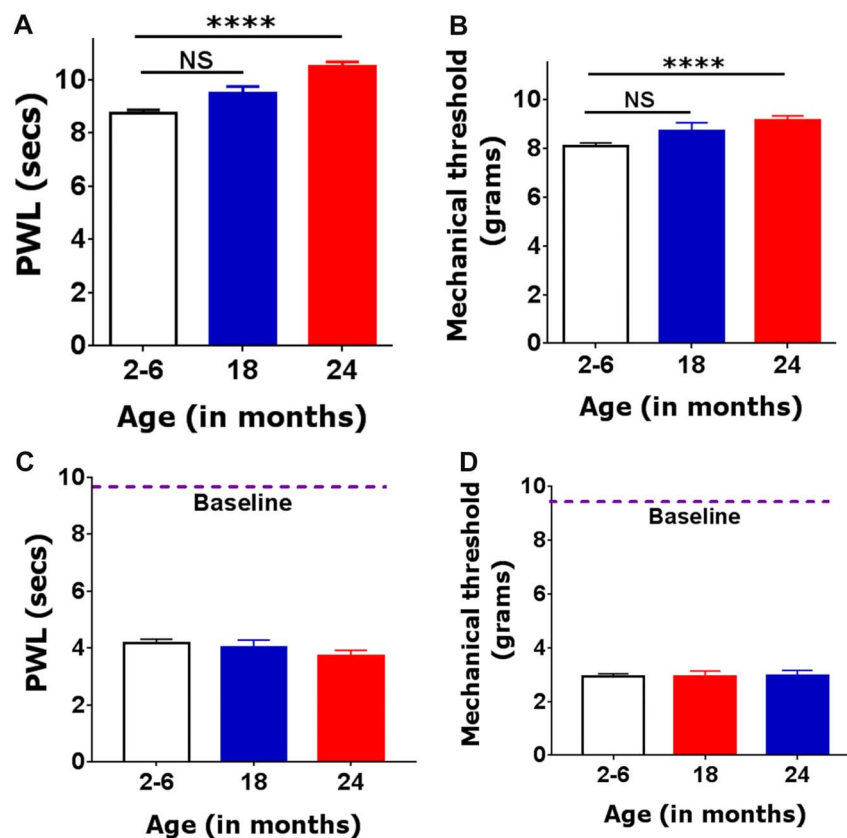 A
****
NS
PWL (secs)
10
8
6
4
2
0
2-6 18 24
Age (in months)
B
****
NS
Mechanical threshold
(grams)
10
8
6
4
2
0
2-6 18 24
Age (in months)
C
Baseline
PWL (secs)
10
8
6
4
2
0
2-6 18 24
Age (in months)
D
Baseline
Mechanical threshold
(grams)
10
8
6
4
2
0
2-6 18 24
Age (in months)